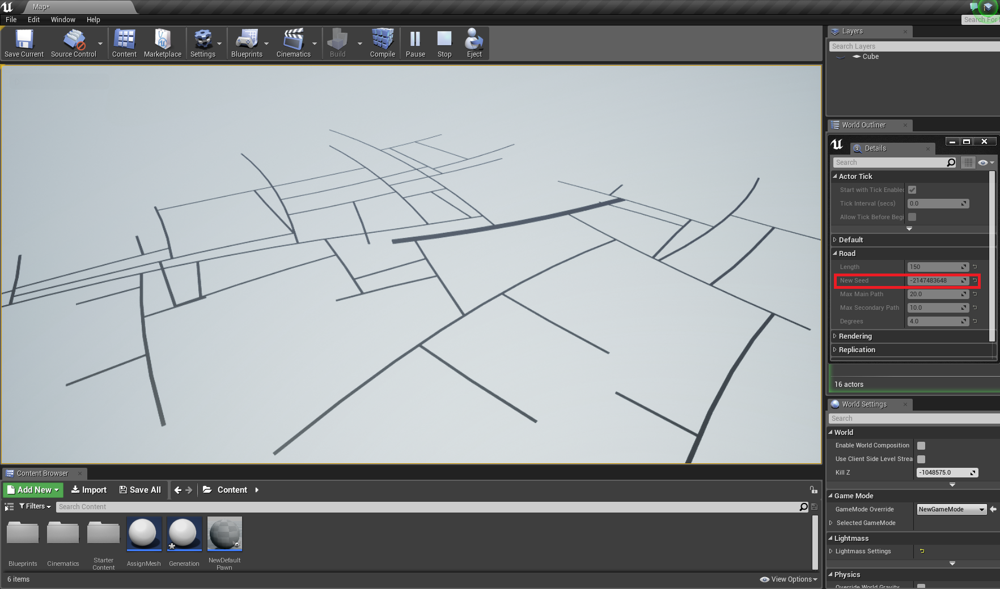 Map*
File Edit Window Help
Search For
Save Current Source Control Content Marketplace Settings Blueprints Cinematics Build Compile Pause Stop Eject
Layers
Search Layers
Cube
World Outliner
Details
Search
Actor Tick
Start with Tick Enabled
Tick Interval (secs) 0.0
Allow Tick Before Begi
Default
Road
Length 150
New Seed -2147483648
Max Main Path 20.0
Max Secondary Path 10.0
Degrees 4.0
Rendering
Replication
16 actors
World Settings
Search
World
Enable World Composition
Use Client Side Level Strea
Kill Z -1048575.0
Game Mode
GameMode Override NewGameMode
Selected GameMode
Lightmass
Lightmass Settings
Physics
Override World Gravity
Content Browser
Add New Import Save All Content
Filters Search Content
Blueprints Cinematics Starter Content AssignMesh Generation NewDefault Pawn
6 items View Options